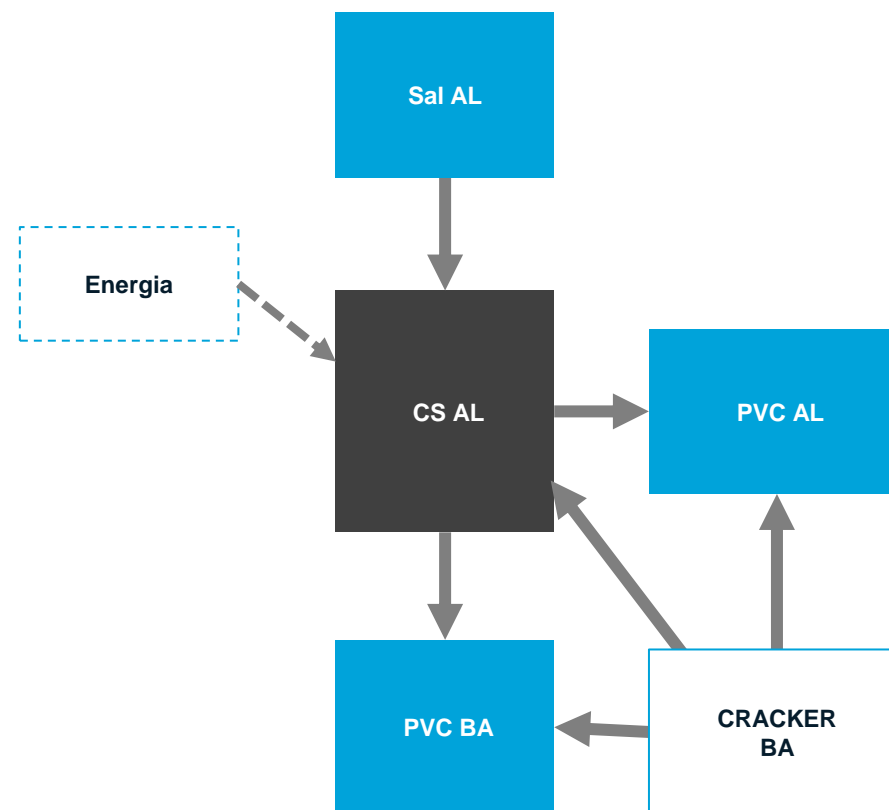 Sal AL
Energia
CS AL
PVC AL
PVC BA
CRACKER
BA